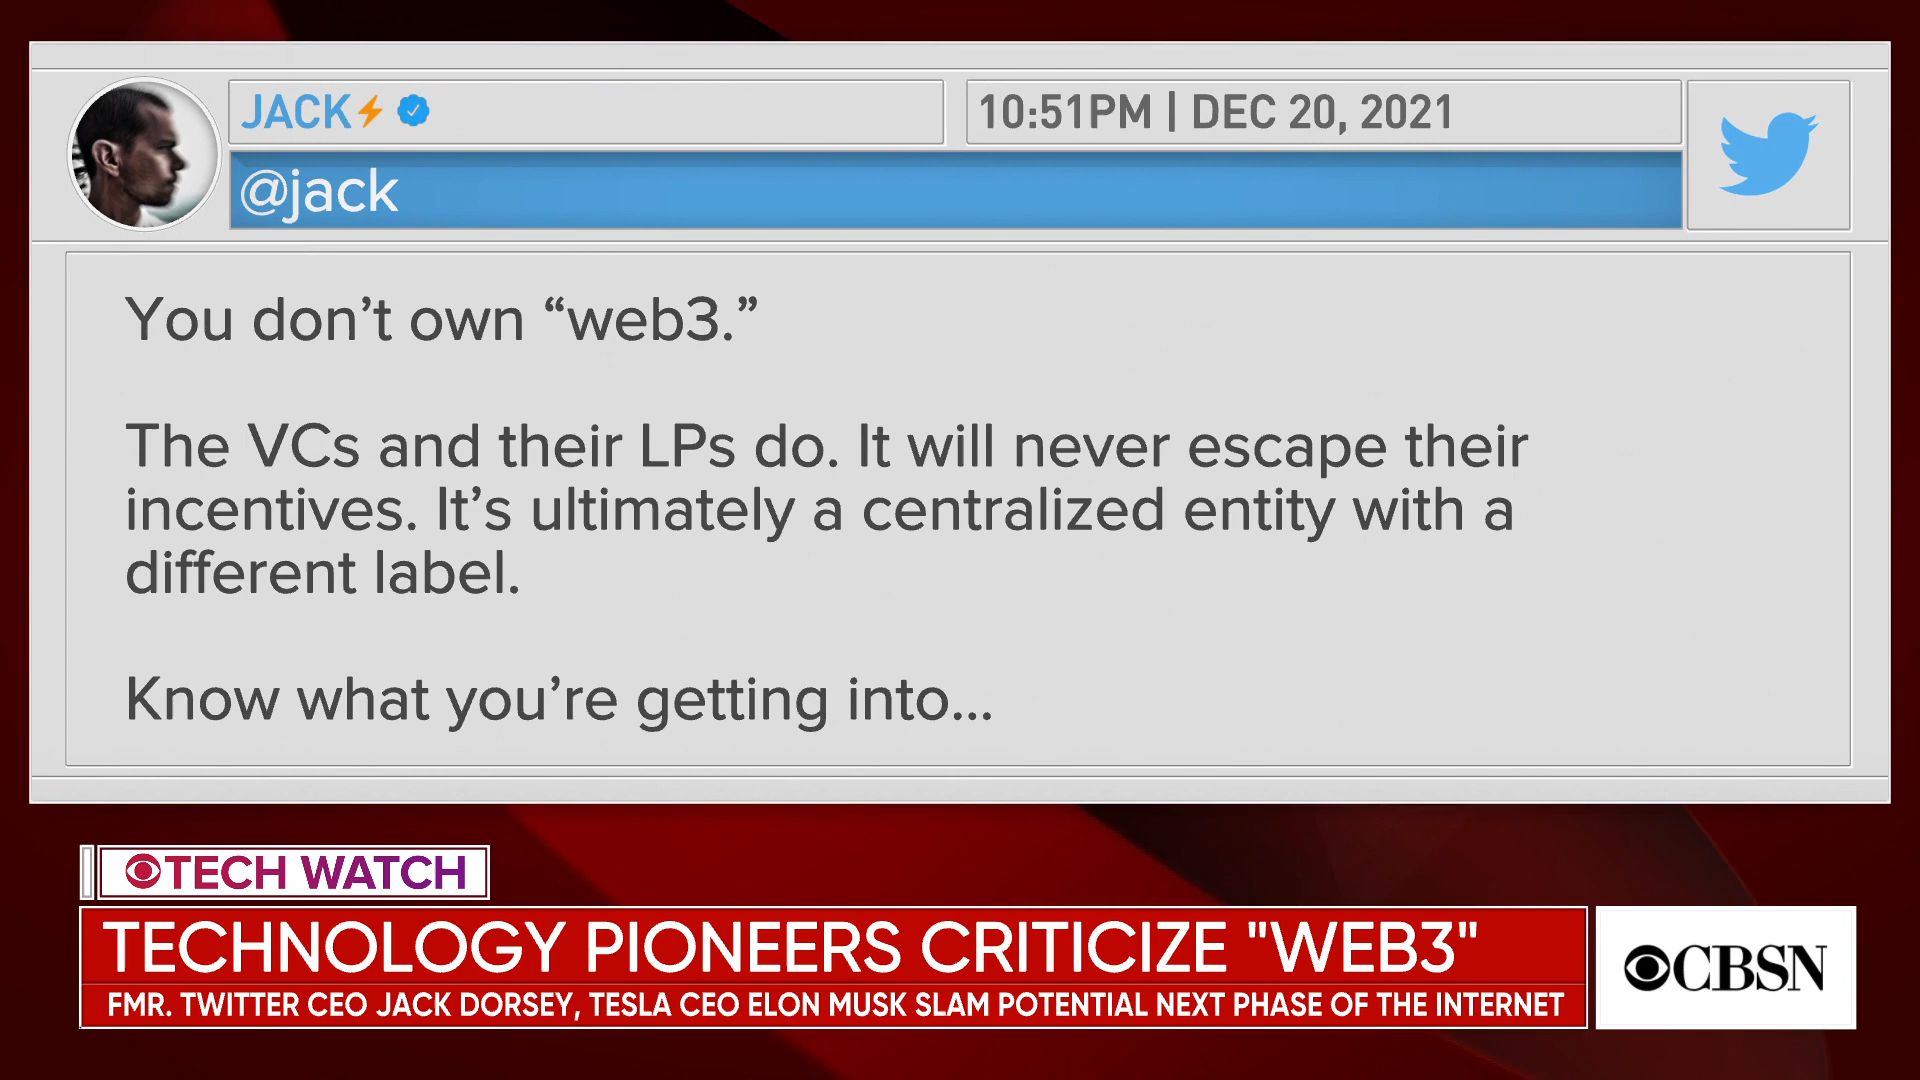 JACK⚡
10:51PM | DEC 20, 2021
@jack
You don’t own “web3.”
The VCs and their LPs do. It will never escape their
incentives. It’s ultimately a centralized entity with a
different label.
Know what you’re getting into...
TECH WATCH
TECHNOLOGY PIONEERS CRITICIZE "WEB3"
FMR. TWITTER CEO JACK DORSEY, TESLA CEO ELON MUSK SLAM POTENTIAL NEXT PHASE OF THE INTERNET
CBSN